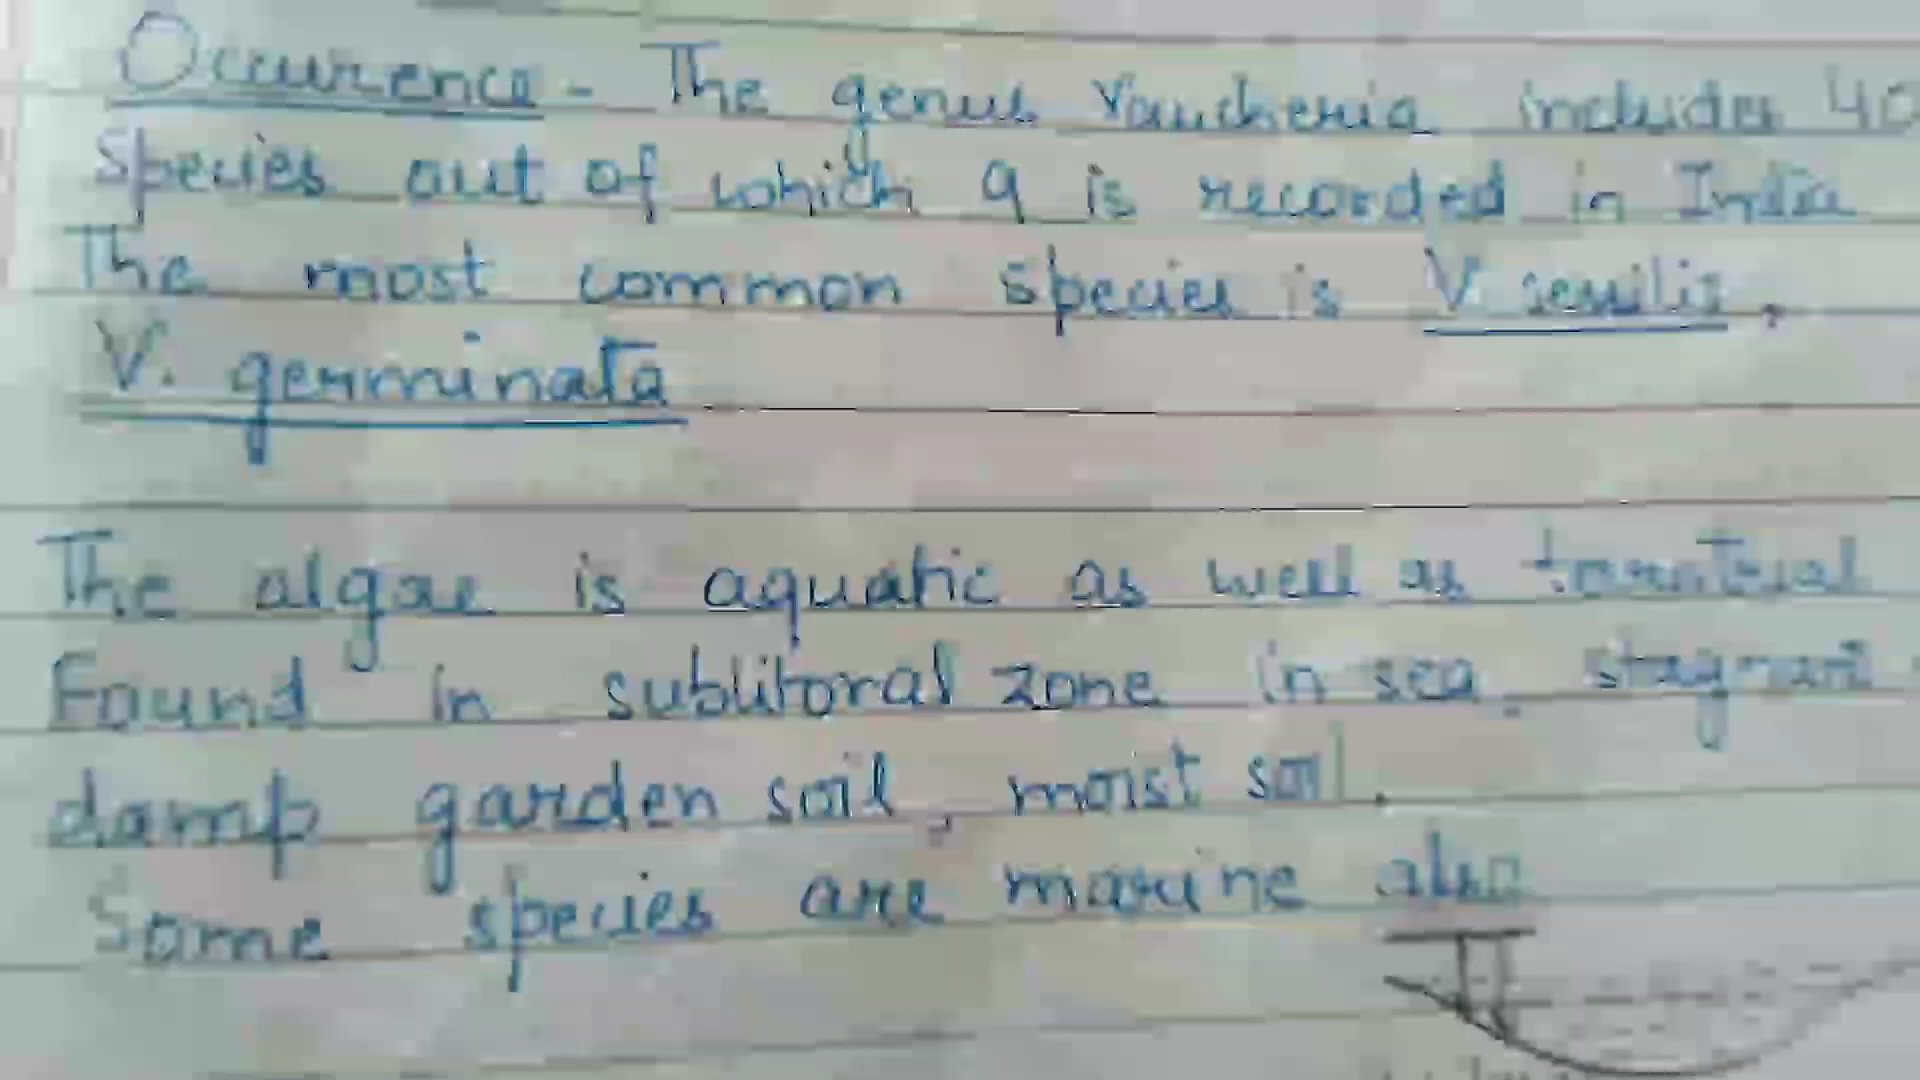 Occurence - The genus Vaucheria includes 40
Species out of which 9 is recorded in India
The most common species is V. sessilis,
V. germinata
The algae is aquatic as well as
Found in sublitoral zone in sea, stagnant
damp garden soil, moist soil.
Some species are marine also